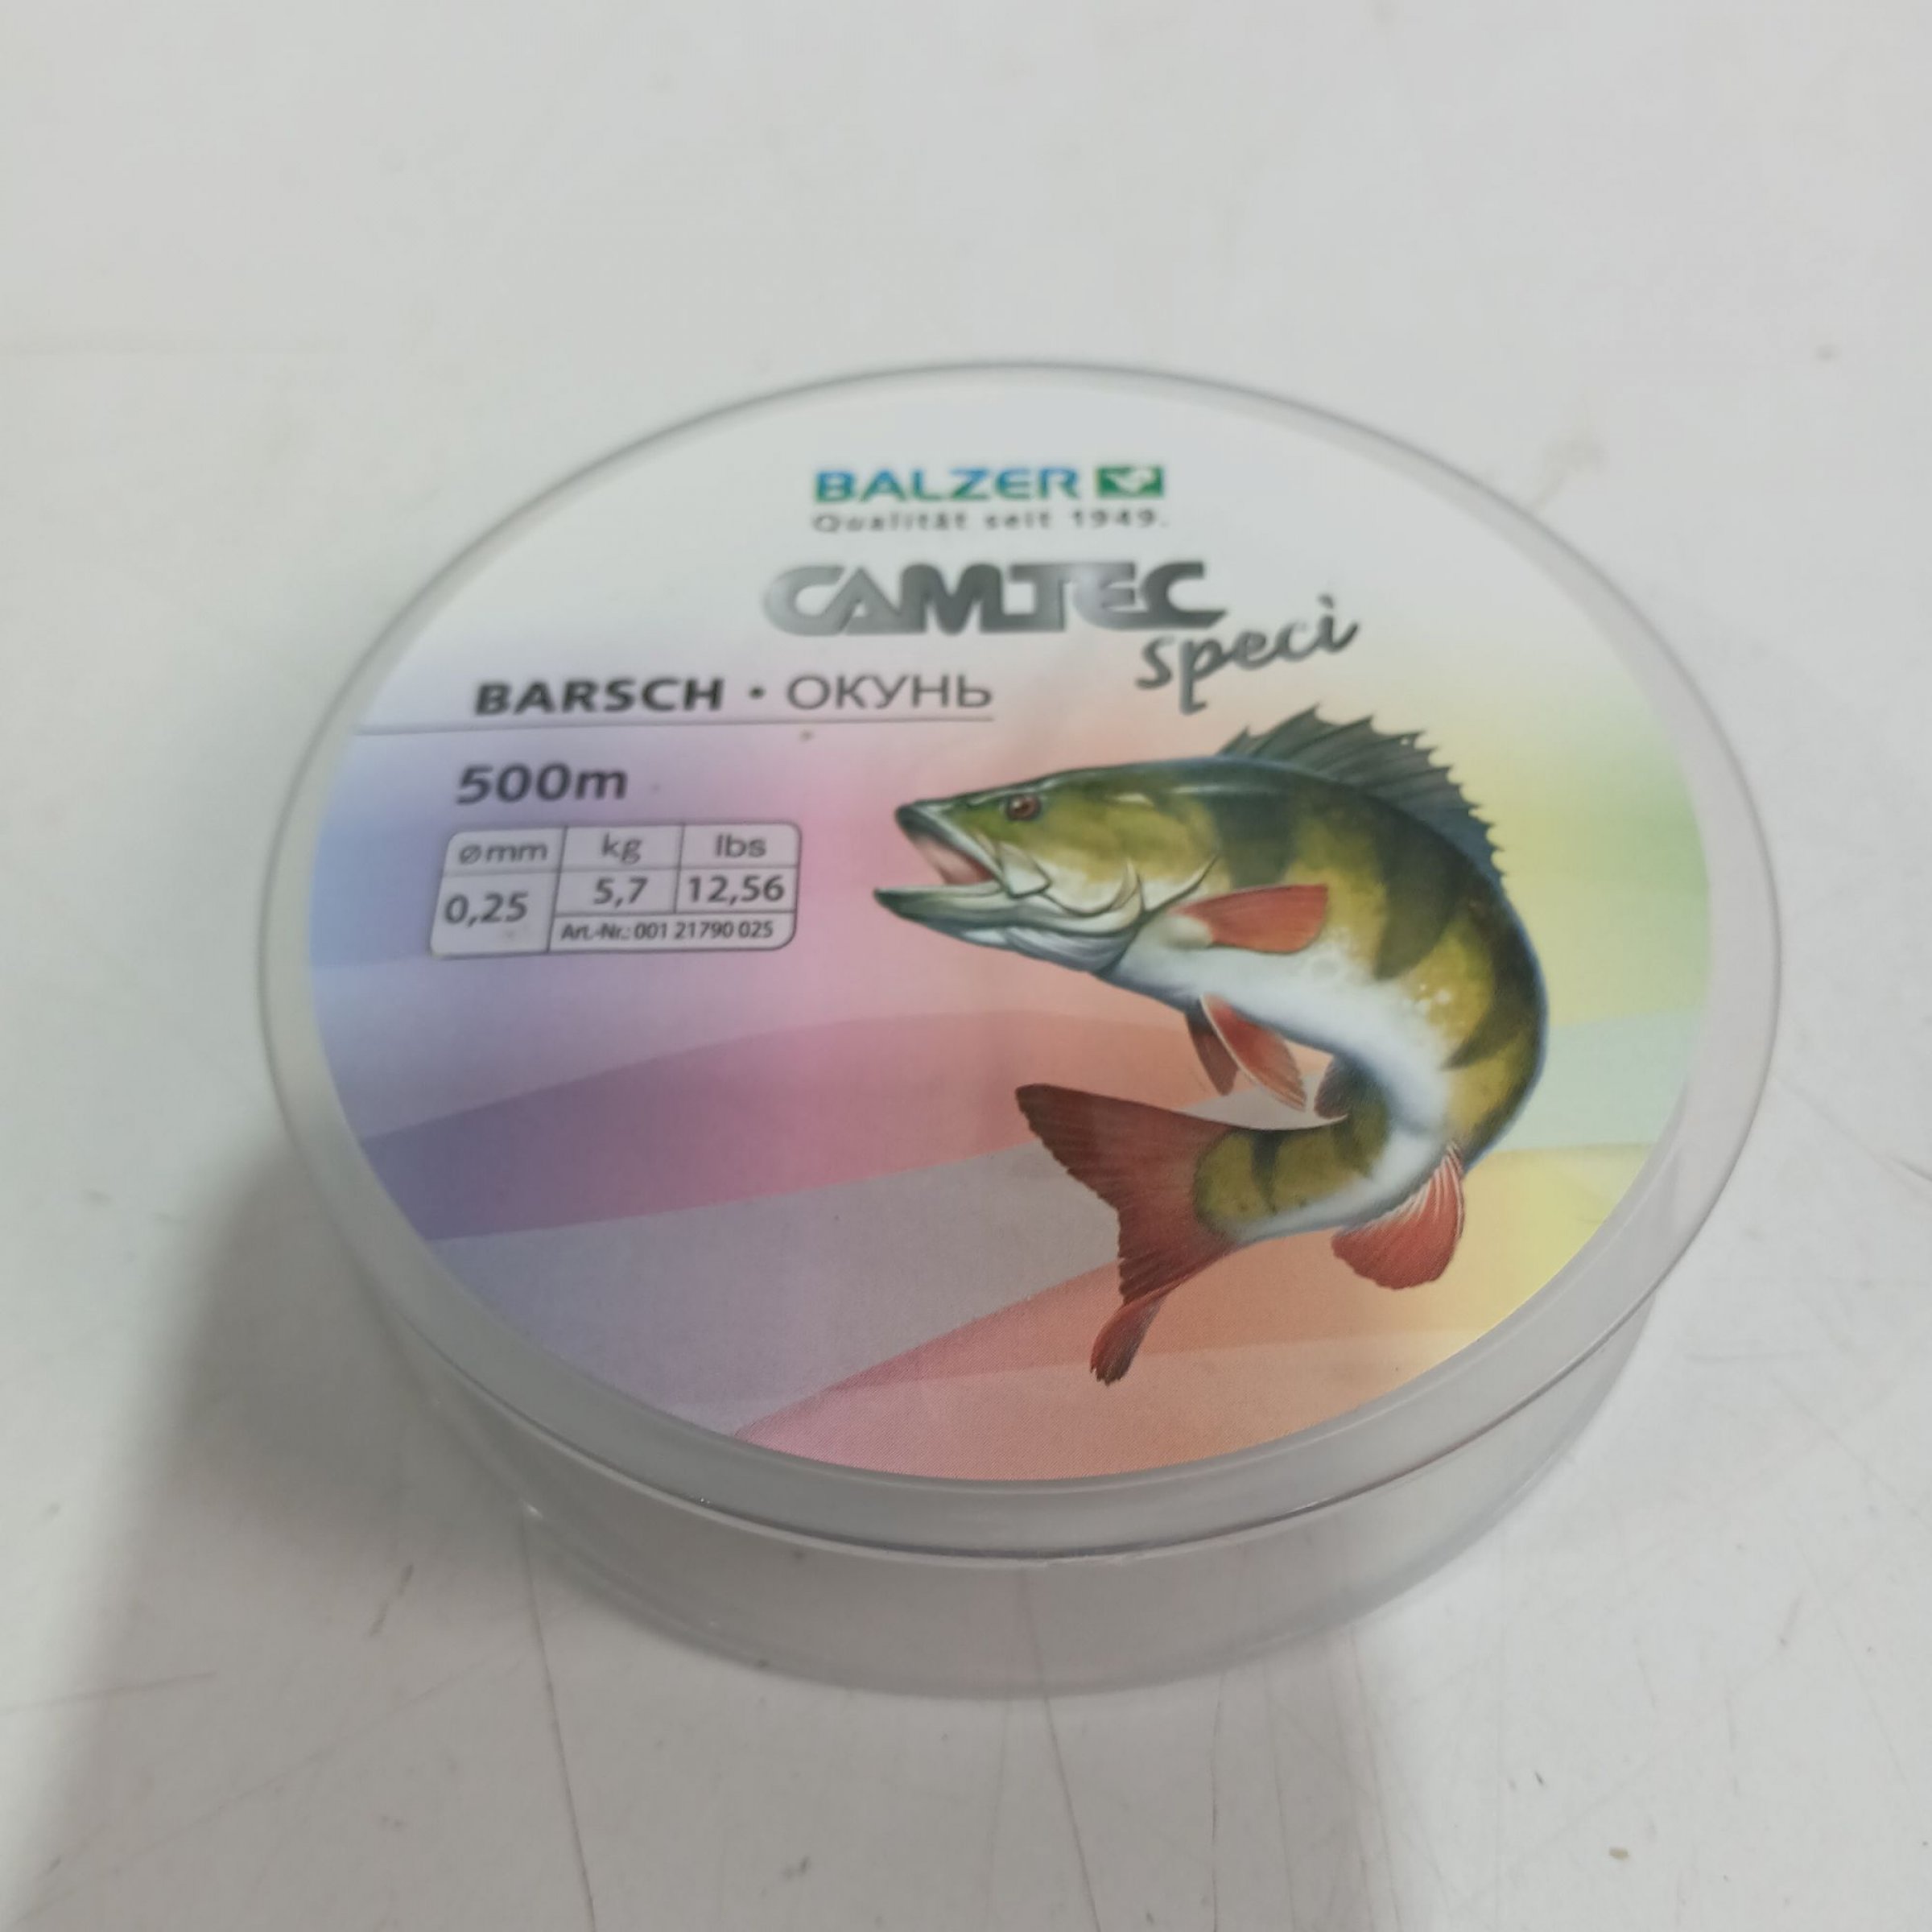 BALZER
Qualität seit 1949.
CAMTEC
speci
BARSCH • ОКУНЬ
500m
ømm kg lbs
0,25 5,7 12,56
Art.-Nr.: 001 21790 025